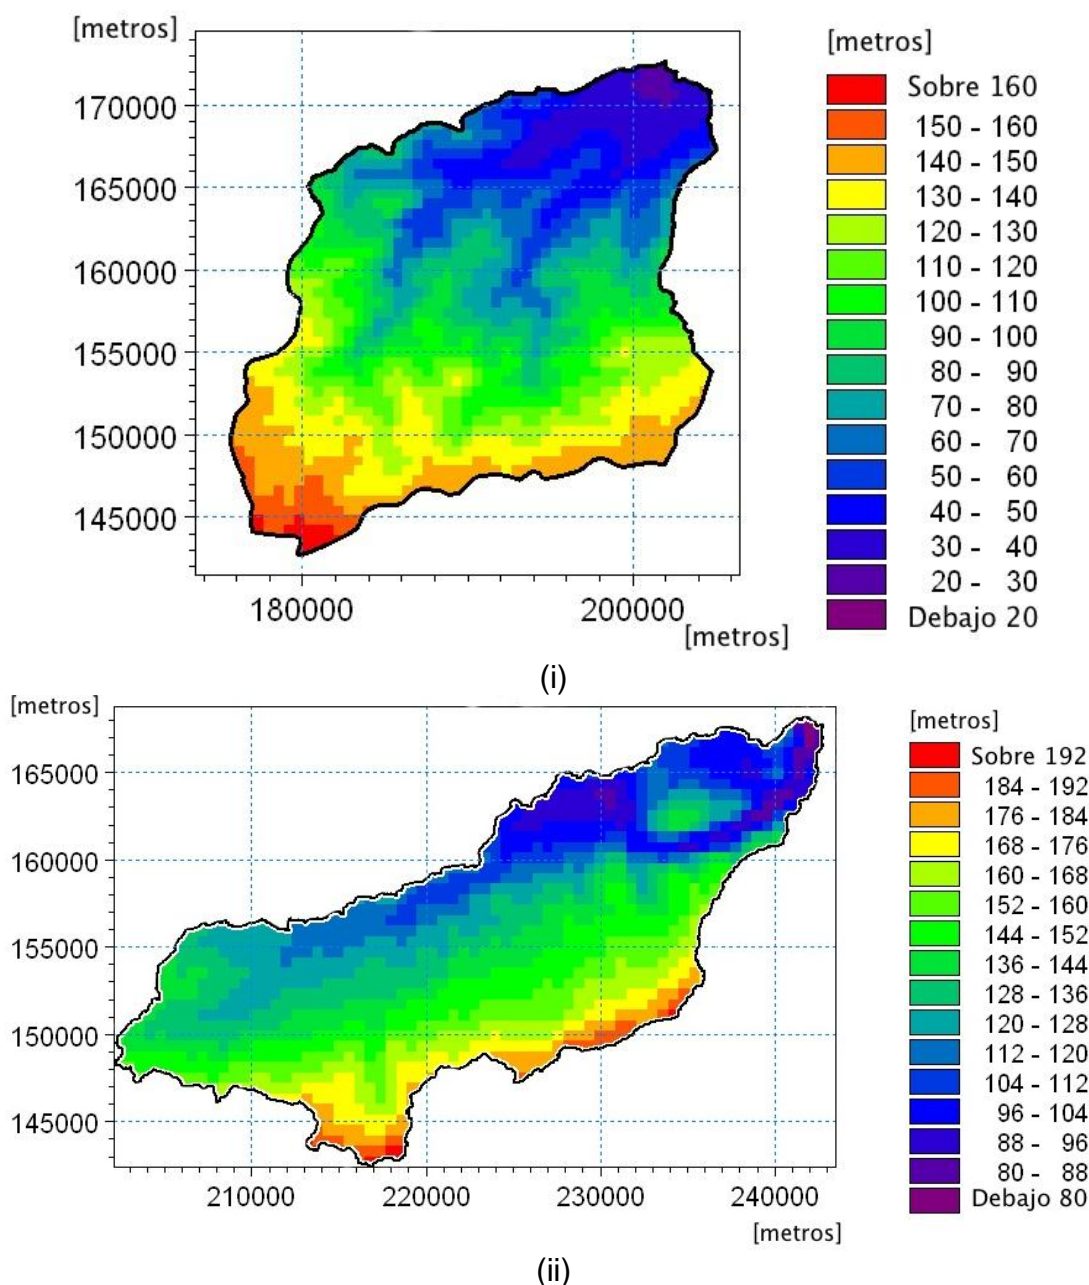 [metros]
170000
165000
160000
155000
150000
145000
180000 200000
[metros]
[metros]
Sobre 160
150 - 160
140 - 150
130 - 140
120 - 130
110 - 120
100 - 110
90 - 100
80 - 90
70 - 80
60 - 70
50 - 60
40 - 50
30 - 40
20 - 30
Debajo 20
(i)
[metros]
165000
160000
155000
150000
145000
210000 220000 230000 240000
[metros]
[metros]
Sobre 192
184 - 192
176 - 184
168 - 176
160 - 168
152 - 160
144 - 152
136 - 144
128 - 136
120 - 128
112 - 120
104 - 112
96 - 104
88 - 96
80 - 88
Debajo 80
(ii)